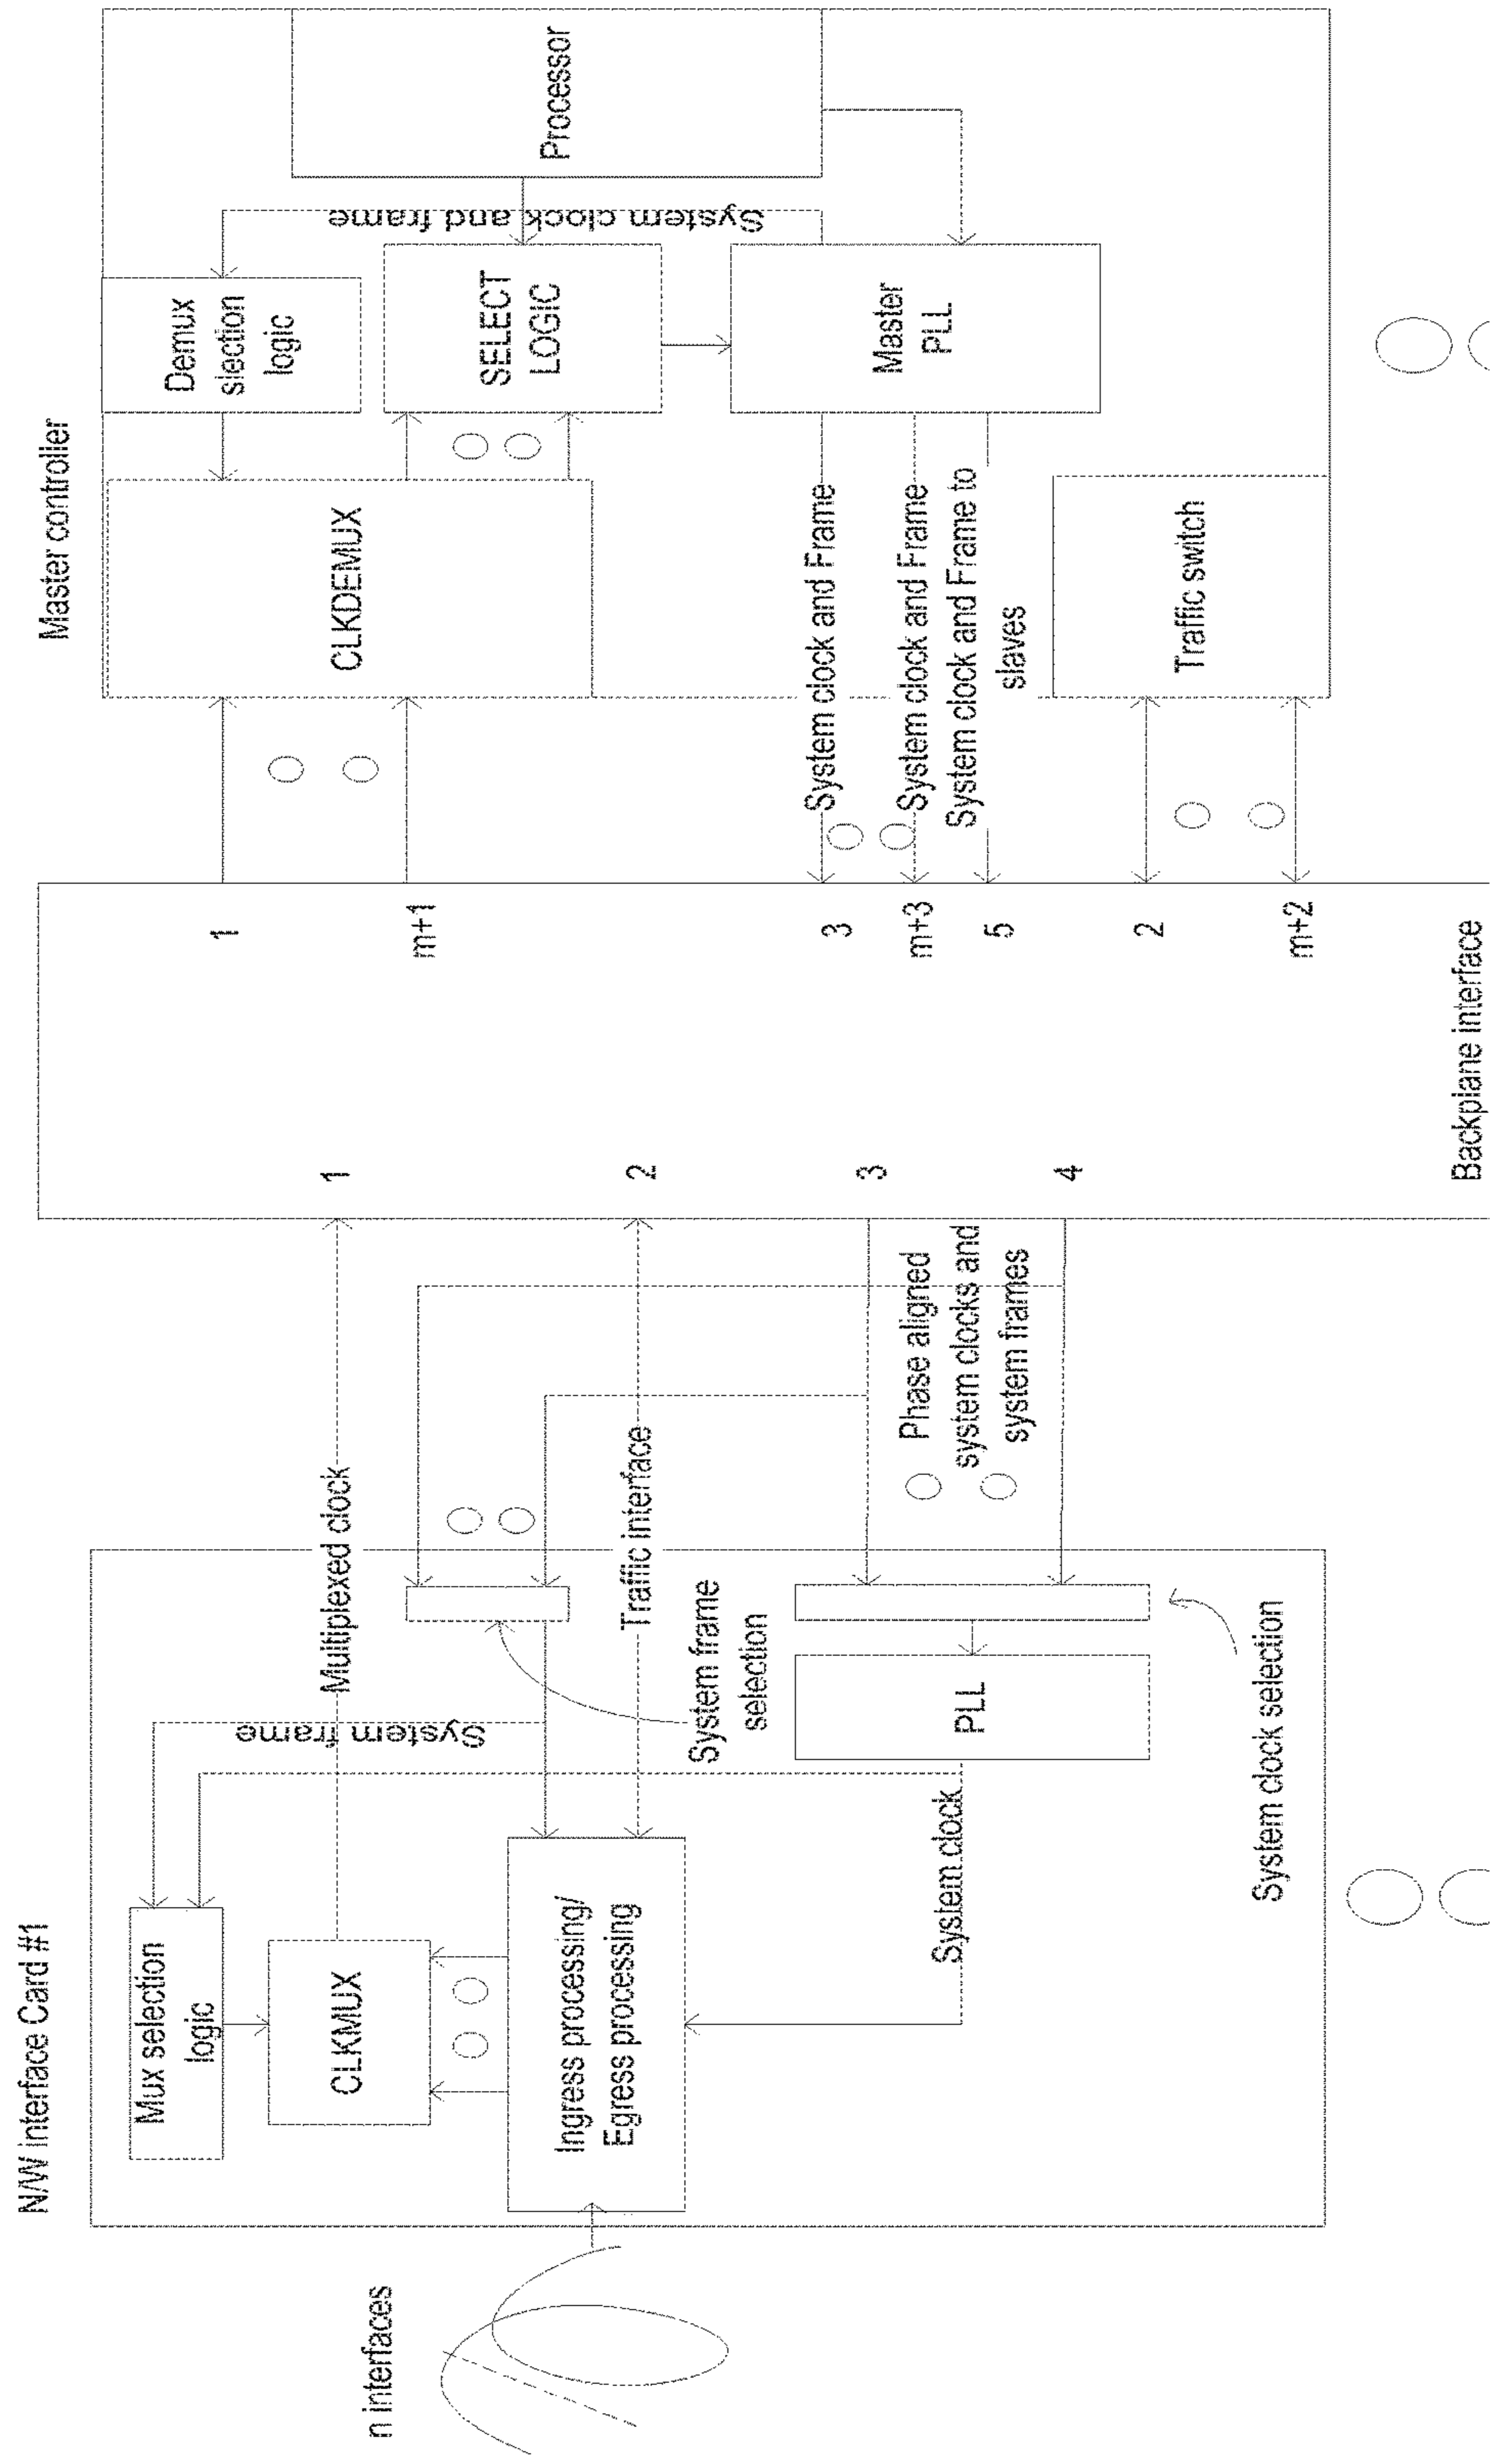 N/W interface Card #1
n interfaces
Mux selection
logic
CLKMUX
Ingress processing/
Egress processing
System frame
Multiplexed clock
Traffic interface
System frame
selection
PLL
System clock
System clock selection
Phase aligned
system clocks and
system frames
1
2
3
4
Backplane interface
1
m+1
3
m+3
5
2
m+2
Master controller
CLKDEMUX
Demux
slection
logic
SELECT
LOGIC
System clock and frame
Processor
Master
PLL
System clock and Frame
System clock and Frame
System clock and Frame to
slaves
Traffic switch